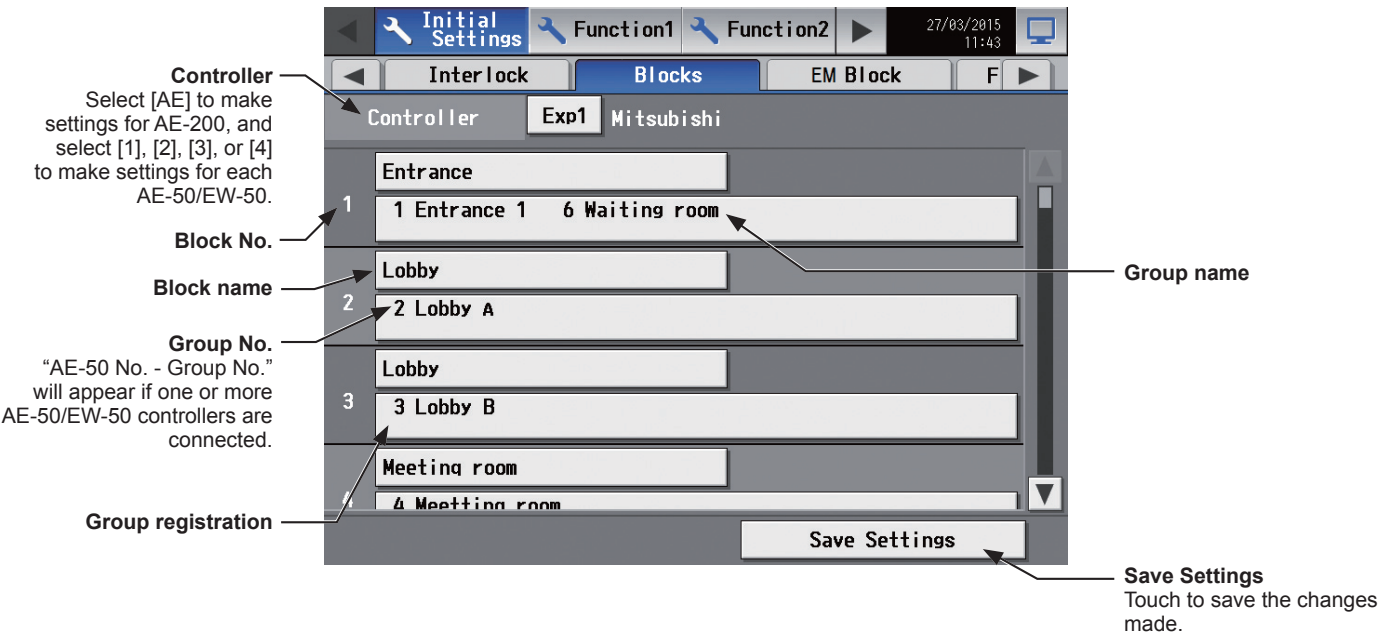 Initial Settings
Function1
Function2
27/03/2015
11:43
Interlock
Blocks
EM Block
F
Controller
Exp1
Mitsubishi
Entrance
1
1 Entrance 1 6 Waiting room
Lobby
2
2 Lobby A
Lobby
3
3 Lobby B
Meeting room
4
4 Meetting room
Save Settings
Controller
Select [AE] to make
settings for AE-200, and
select [1], [2], [3], or [4]
to make settings for each
AE-50/EW-50.
Block No.
Block name
Group No.
“AE-50 No. - Group No.”
will appear if one or more
AE-50/EW-50 controllers are
connected.
Group registration
Group name
Save Settings
Touch to save the changes
made.